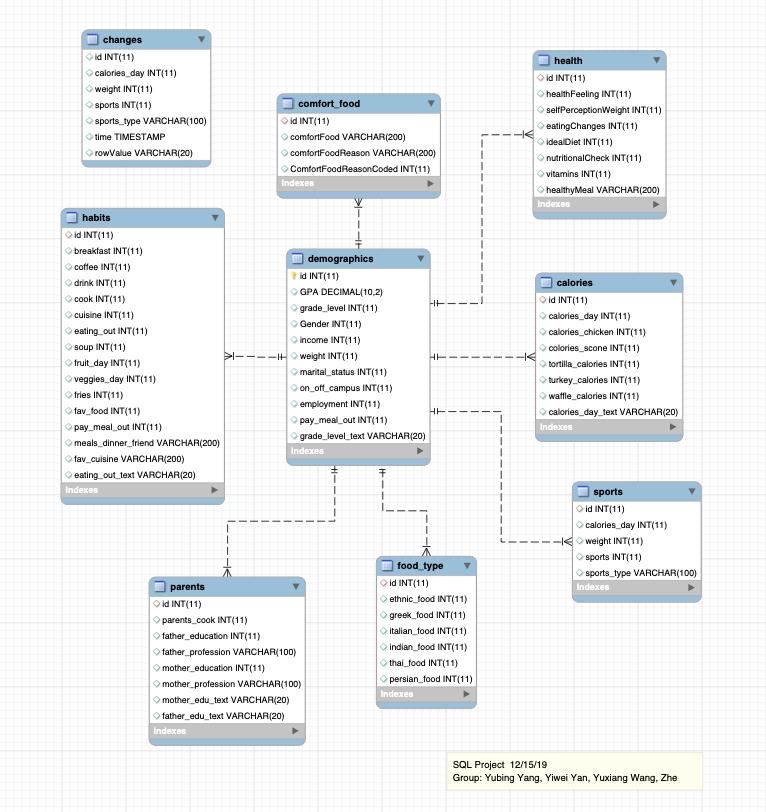 changes
id INT(11)
calories_day INT(11)
weight INT(11)
sports INT(11)
sports_type VARCHAR(100)
time TIMESTAMP
rowValue VARCHAR(20)
comfort_food
id INT(11)
comfortFood VARCHAR(200)
comfortFoodReason VARCHAR(200)
ComfortFoodReasonCoded INT(11)
Indexes
health
id INT(11)
healthFeeling INT(11)
selfPerceptionWeight INT(11)
eatingChanges INT(11)
idealDiet INT(11)
nutritionalCheck INT(11)
vitamins INT(11)
healthyMeal VARCHAR(200)
Indexes
habits
id INT(11)
breakfast INT(11)
coffee INT(11)
drink INT(11)
cook INT(11)
cuisine INT(11)
eating_out INT(11)
soup INT(11)
fruit_day INT(11)
veggies_day INT(11)
fries INT(11)
fav_food INT(11)
pay_meal_out INT(11)
meals_dinner_friend VARCHAR(200)
fav_cuisine VARCHAR(200)
eating_out_text VARCHAR(20)
Indexes
demographics
id INT(11)
GPA DECIMAL(10,2)
grade_level INT(11)
Gender INT(11)
income INT(11)
weight INT(11)
marital_status INT(11)
on_off_campus INT(11)
employment INT(11)
pay_meal_out INT(11)
grade_level_text VARCHAR(20)
Indexes
calories
id INT(11)
calories_day INT(11)
calories_chicken INT(11)
colories_scone INT(11)
tortilla_calories INT(11)
turkey_calories INT(11)
waffle_calories INT(11)
calories_day_text VARCHAR(20)
Indexes
sports
id INT(11)
calories_day INT(11)
weight INT(11)
sports INT(11)
sports_type VARCHAR(100)
Indexes
parents
id INT(11)
parents_cook INT(11)
father_education INT(11)
father_profession VARCHAR(100)
mother_education INT(11)
mother_profession VARCHAR(100)
mother_edu_text VARCHAR(20)
father_edu_text VARCHAR(20)
Indexes
food_type
id INT(11)
ethnic_food INT(11)
greek_food INT(11)
italian_food INT(11)
indian_food INT(11)
thai_food INT(11)
persian_food INT(11)
Indexes
SQL Project 12/15/19
Group: Yubing Yang, Yiwei Yan, Yuxiang Wang, Zhe